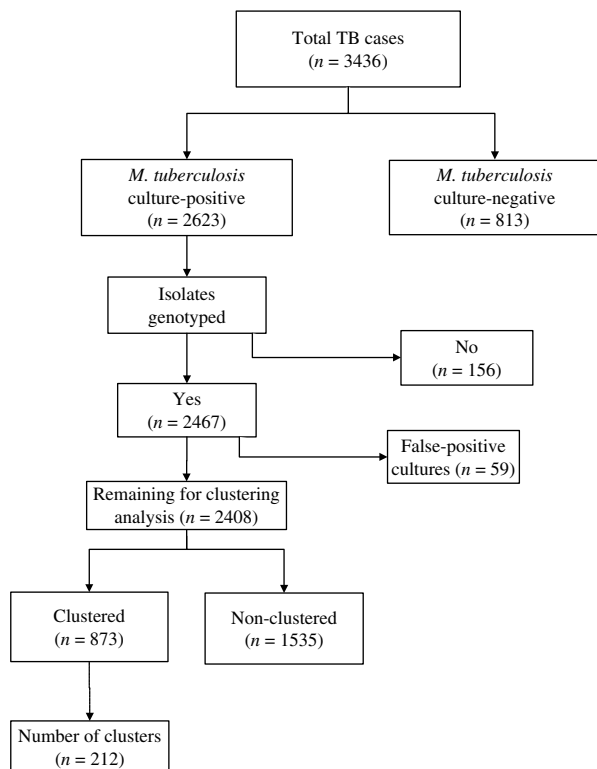 Total TB cases
(n = 3436)
M. tuberculosis
culture-positive
(n = 2623)
M. tuberculosis
culture-negative
(n = 813)
Isolates
genotyped
No
(n = 156)
Yes
(n = 2467)
False-positive
cultures (n = 59)
Remaining for clustering
analysis (n = 2408)
Clustered
(n = 873)
Non-clustered
(n = 1535)
Number of clusters
(n = 212)